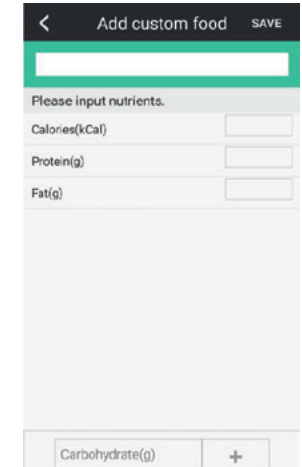 Add custom food SAVE
Please input nutrients.
Calories(kCal)
Protein(g)
Fat(g)
Carbohydrate(g) +